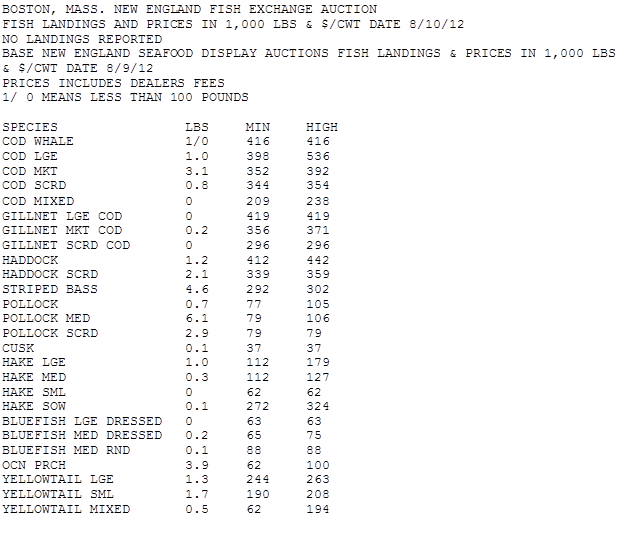 BOSTON, MASS. NEW ENGLAND FISH EXCHANGE AUCTION
FISH LANDINGS AND PRICES IN 1,000 LBS & $/CWT DATE 8/10/12
NO LANDINGS REPORTED
BASE NEW ENGLAND SEAFOOD DISPLAY AUCTIONS FISH LANDINGS & PRICES IN 1,000 LBS
& $/CWT DATE 8/9/12
PRICES INCLUDES DEALERS FEES
1/ 0 MEANS LESS THAN 100 POUNDS
SPECIES LBS MIN HIGH
COD WHALE 1/0 416 416
COD LGE 1.0 398 536
COD MKT 3.1 352 392
COD SCRD 0.8 344 354
COD MIXED 0 209 238
GILLNET LGE COD 0 419 419
GILLNET MKT COD 0.2 356 371
GILLNET SCRD COD 0 296 296
HADDOCK 1.2 412 442
HADDOCK SCRD 2.1 339 359
STRIPED BASS 4.6 292 302
POLLOCK 0.7 77 105
POLLOCK MED 6.1 79 106
POLLOCK SCRD 2.9 79 79
CUSK 0.1 37 37
HAKE LGE 1.0 112 179
HAKE MED 0.3 112 127
HAKE SML 0 62 62
HAKE SOW 0.1 272 324
BLUEFISH LGE DRESSED 0 63 63
BLUEFISH MED DRESSED 0.2 65 75
BLUEFISH MED RND 0.1 88 88
OCN PRCH 3.9 62 100
YELLOWTAIL LGE 1.3 244 263
YELLOWTAIL SML 1.7 190 208
YELLOWTAIL MIXED 0.5 62 194